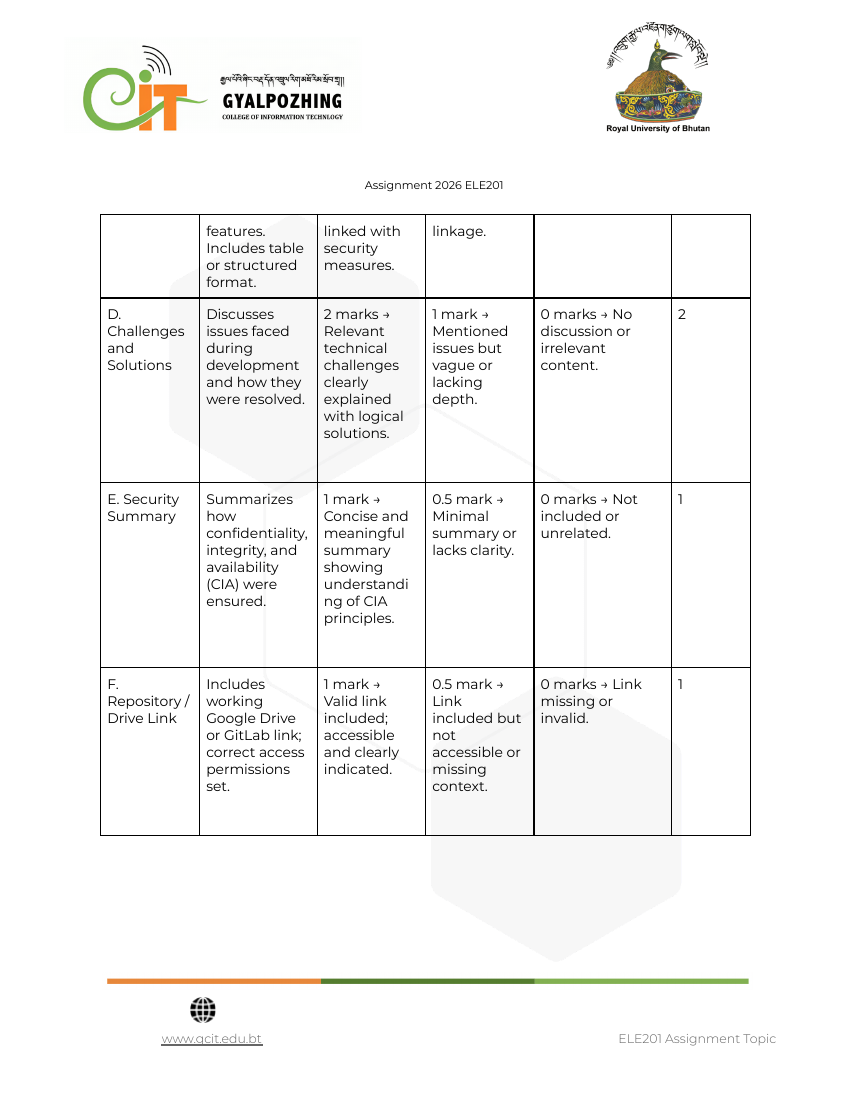 GYALPOZHING
COLLEGE OF INFORMATION TECHNLOGY
Royal University of Bhutan
Assignment 2026 ELE201
features.
Includes table
or structured
format.
linked with
security
measures.
linkage.
D.
Challenges
and
Solutions
Discusses
issues faced
during
development
and how they
were resolved.
2 marks →
Relevant
technical
challenges
clearly
explained
with logical
solutions.
1 mark →
Mentioned
issues but
vague or
lacking
depth.
0 marks → No
discussion or
irrelevant
content.
2
E. Security
Summary
Summarizes
how
confidentiality,
integrity, and
availability
(CIA) were
ensured.
1 mark →
Concise and
meaningful
summary
showing
understandi
ng of CIA
principles.
0.5 mark →
Minimal
summary or
lacks clarity.
0 marks → Not
included or
unrelated.
1
F.
Repository /
Drive Link
Includes
working
Google Drive
or GitLab link;
correct access
permissions
set.
1 mark →
Valid link
included;
accessible
and clearly
indicated.
0.5 mark →
Link
included but
not
accessible or
missing
context.
0 marks → Link
missing or
invalid.
1
www.gcit.edu.bt
ELE201 Assignment Topic